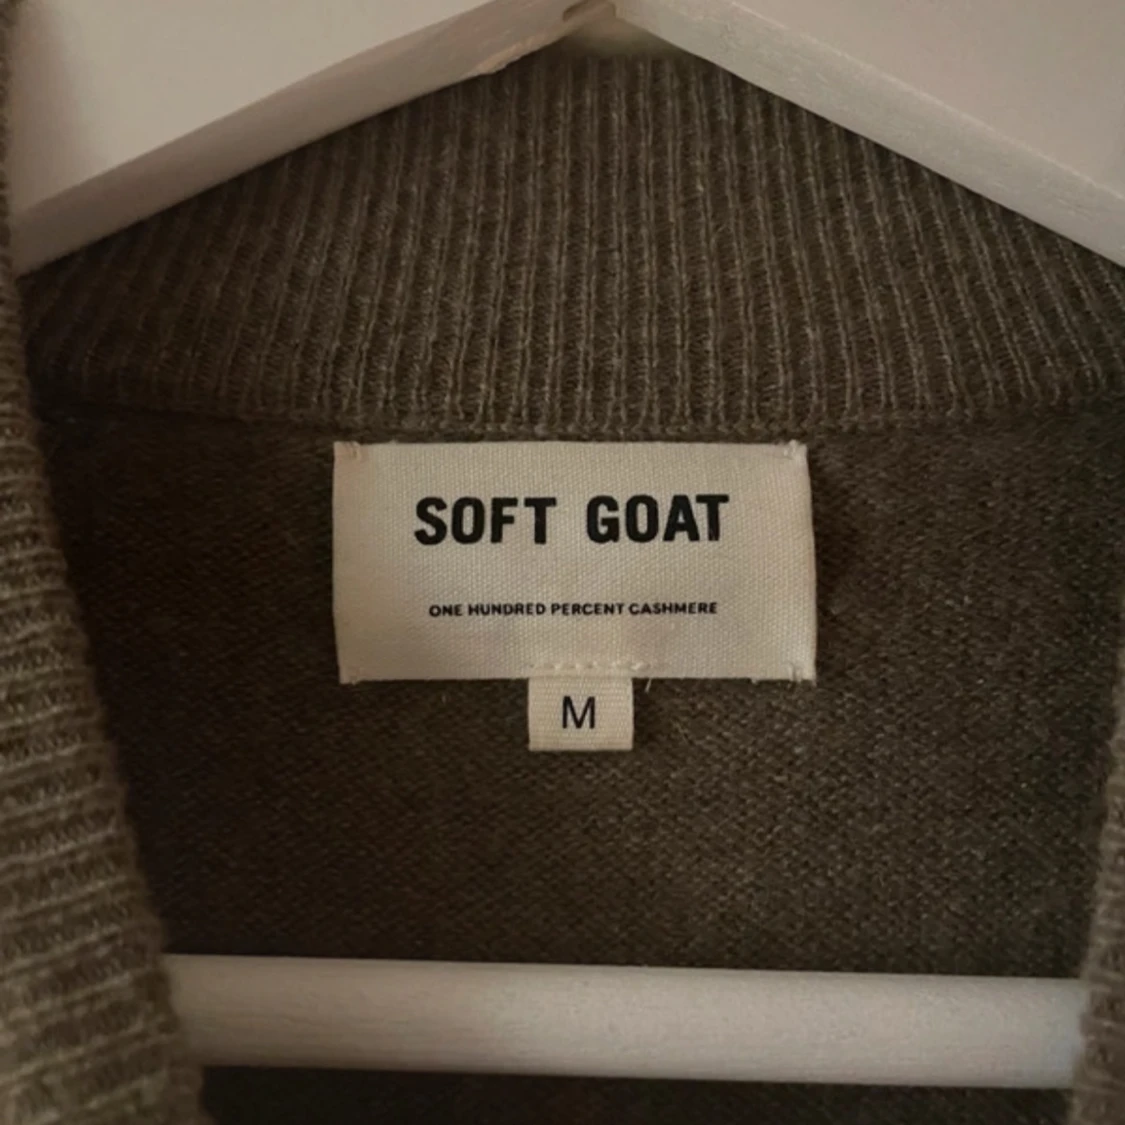 SOFT GOAT
ONE HUNDRED PERCENT CASHMERE
M